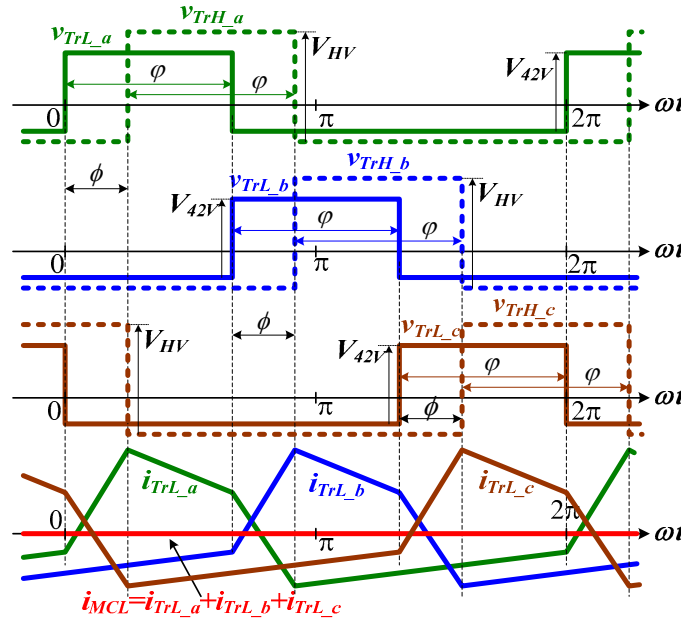 vTrH_a
vTrL_a
VHV
V42V
φ
φ
0
π
2π
ωt
ϕ
vTrH_b
vTrL_b
VHV
V42V
φ
φ
0
π
2π
ωt
ϕ
vTrH_c
vTrL_c
VHV
V42V
φ
φ
0
π
2π
ωt
ϕ
iTrL_a
iTrL_b
iTrL_c
0
π
2π
ωt
iMCL=iTrL_a+iTrL_b+iTrL_c